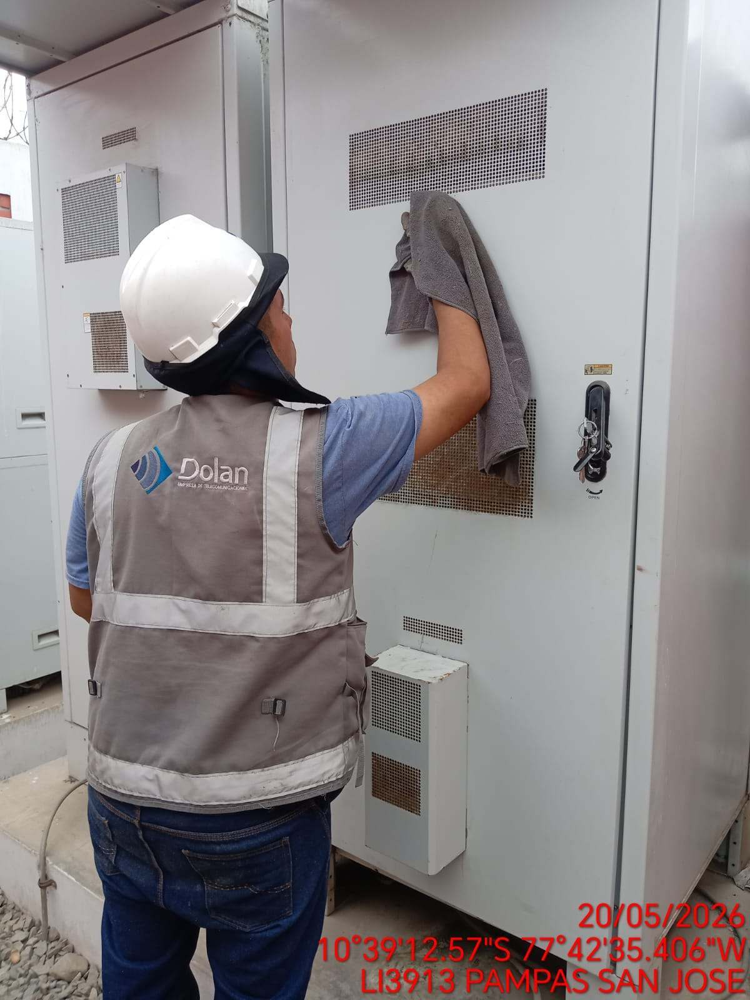 Dolan
EMPRESA DE TELECOMUNICACIONES
OPEN
20/05/2026
10°39'12.57"S 77°42'35.406"W
LI3913 PAMPAS SAN JOSE